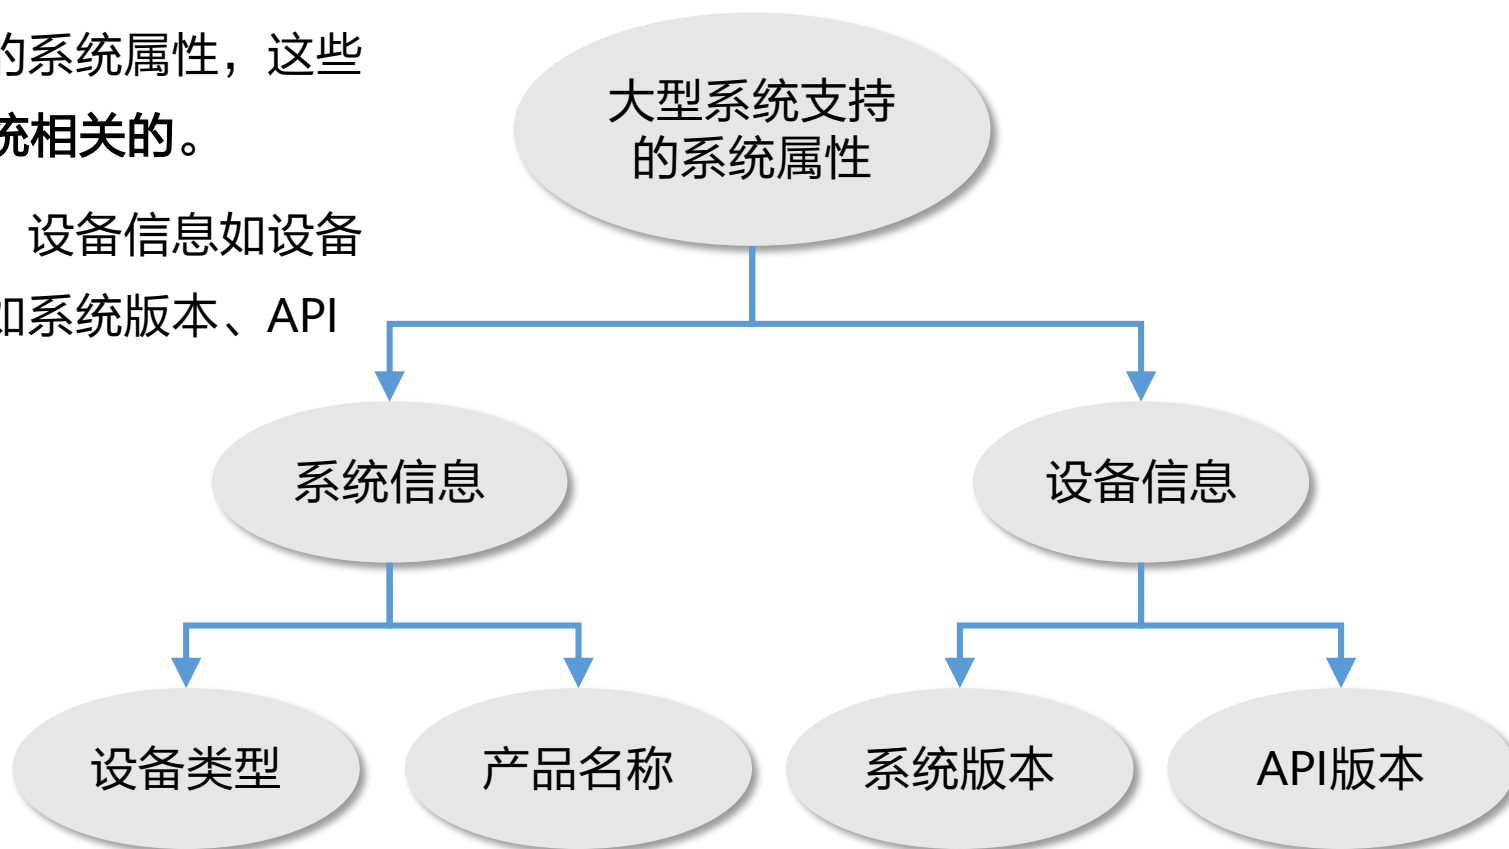 的系统属性，这些
统相关的。
设备信息如设备
如系统版本、API
大型系统支持
的系统属性
系统信息
设备信息
设备类型
产品名称
系统版本
API版本